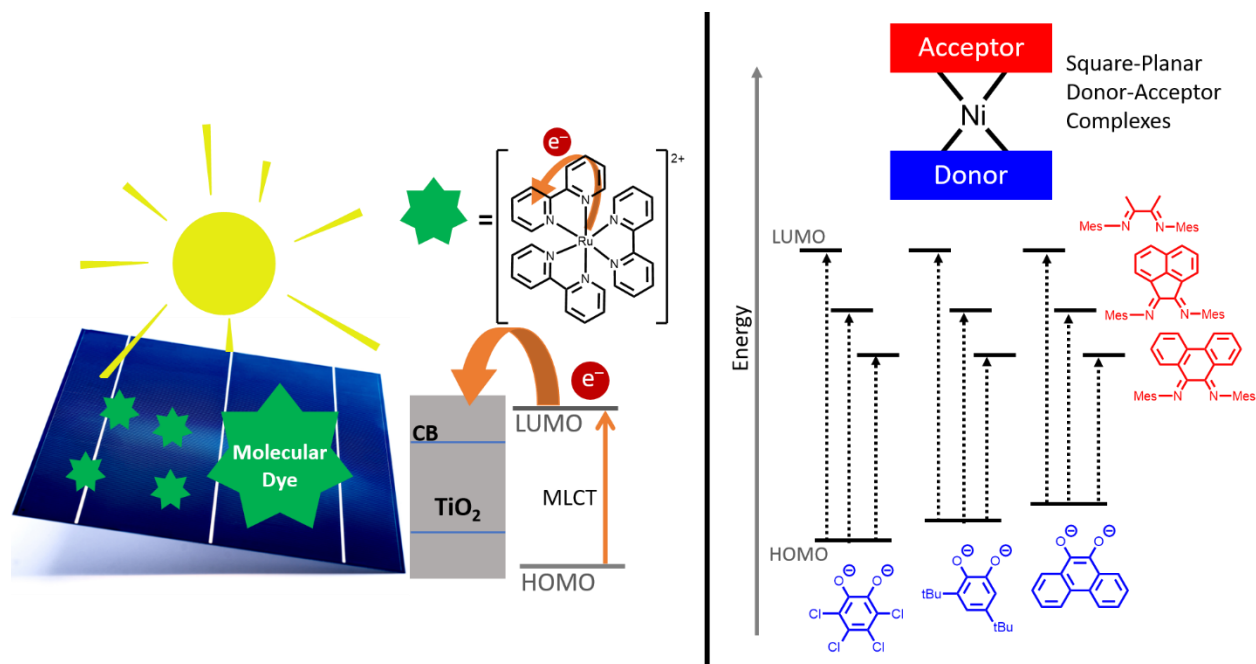 e⁻
2+
N
N
N
Ru
N
N
N
=
Molecular
Dye
e⁻
LUMO
CB
MLCT
TiO₂
HOMO
Acceptor
Ni
Donor
Square-Planar
Donor-Acceptor
Complexes
Energy
LUMO
HOMO
Mes N N Mes
Mes N N Mes
Mes N N Mes
⊖ ⊖
O O
Cl Cl
Cl Cl
⊖ ⊖
O O
tBu
tBu
⊖ ⊖
O O